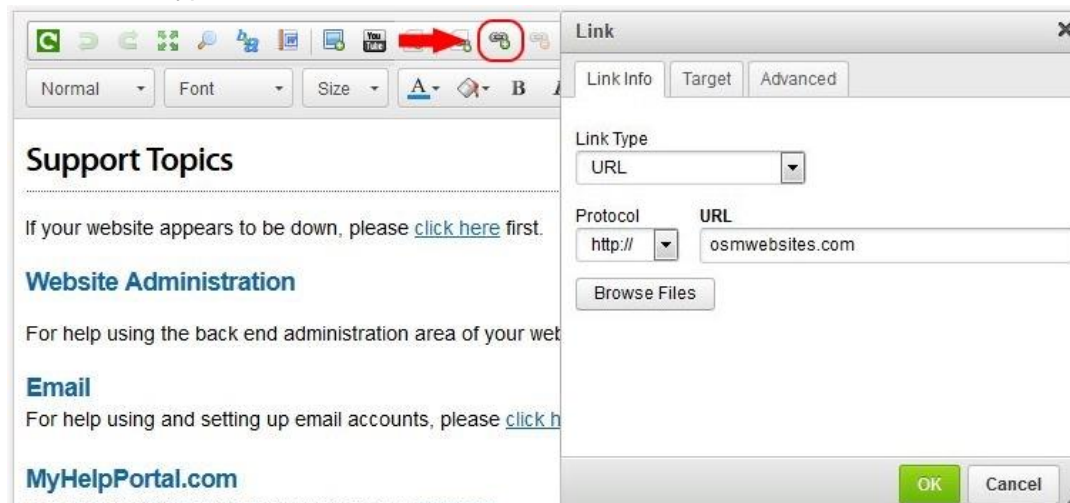 You
Tube
Normal Font Size A B
Support Topics
If your website appears to be down, please click here first.
Website Administration
For help using the back end administration area of your
Email
For help using and setting up email accounts, please click
MyHelpPortal.com
Link
Link Info Target Advanced
Link Type
URL
Protocol URL
http:// osmwebsites.com
Browse Files
OK Cancel